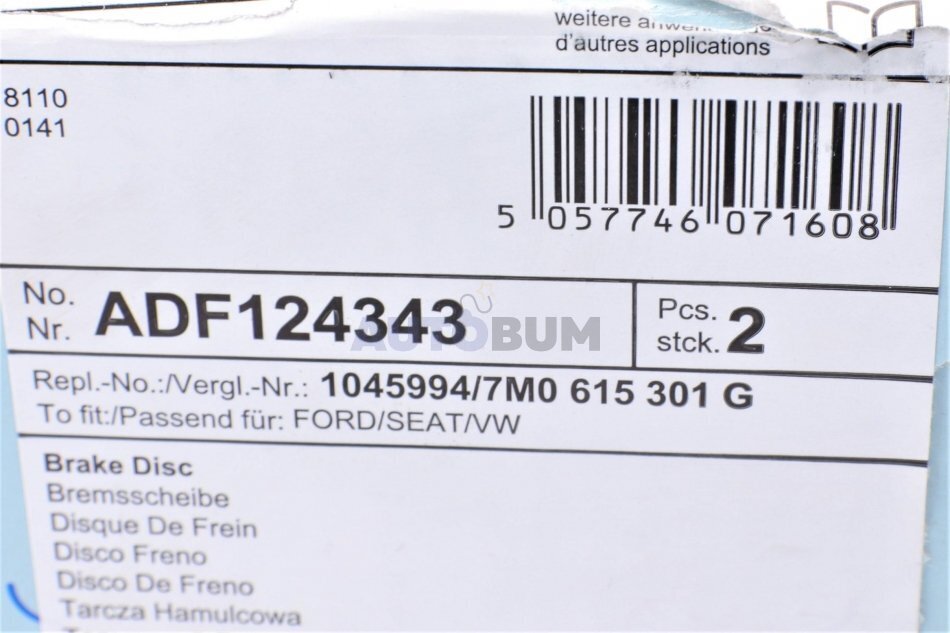 weitere
d'autres applications
8110
0141
5 057746 071608
No.
Nr. ADF124343
Pcs.
stck. 2
AUTOBUM
Repl.-No.:/Vergl.-Nr.: 1045994/7M0 615 301 G
To fit:/Passend für: FORD/SEAT/VW
Brake Disc
Bremsscheibe
Disque De Frein
Disco Freno
Disco De Freno
Tarcza Hamulcowa